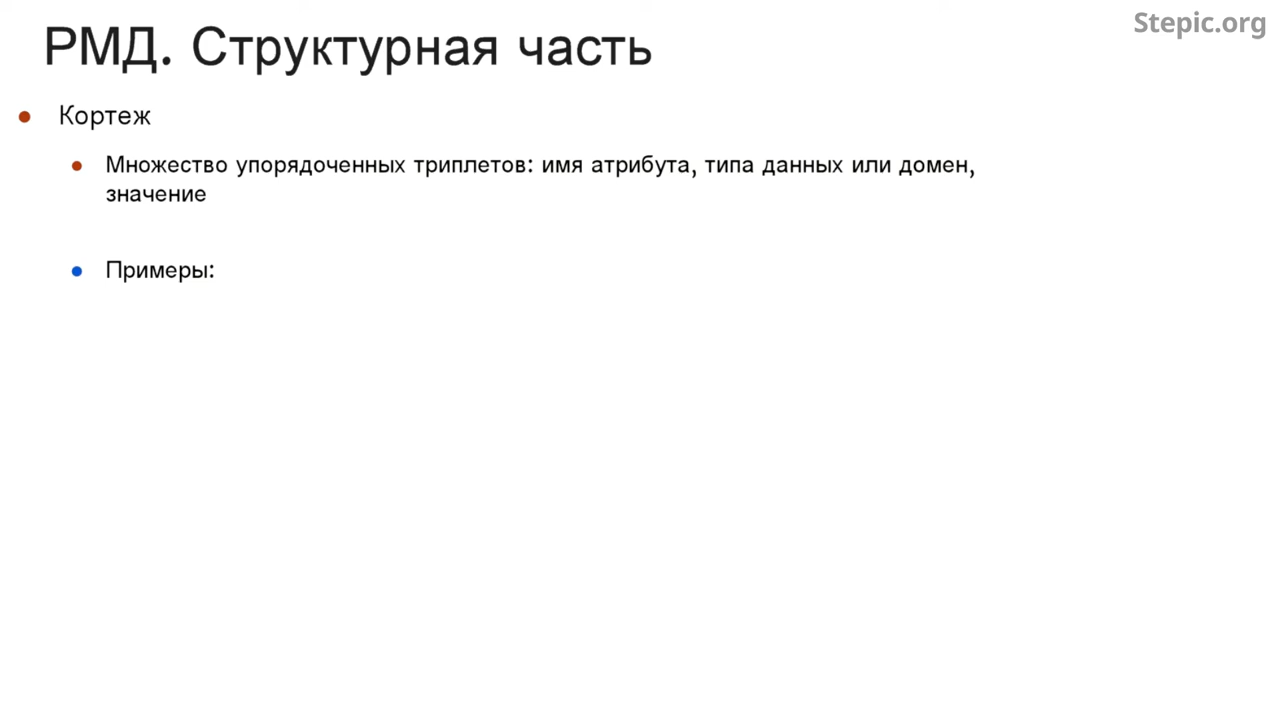 Stepic.org
РМД. Структурная часть
Кортеж
Множество упорядоченных триплетов: имя атрибута, типа данных или домен,
значение
Примеры: